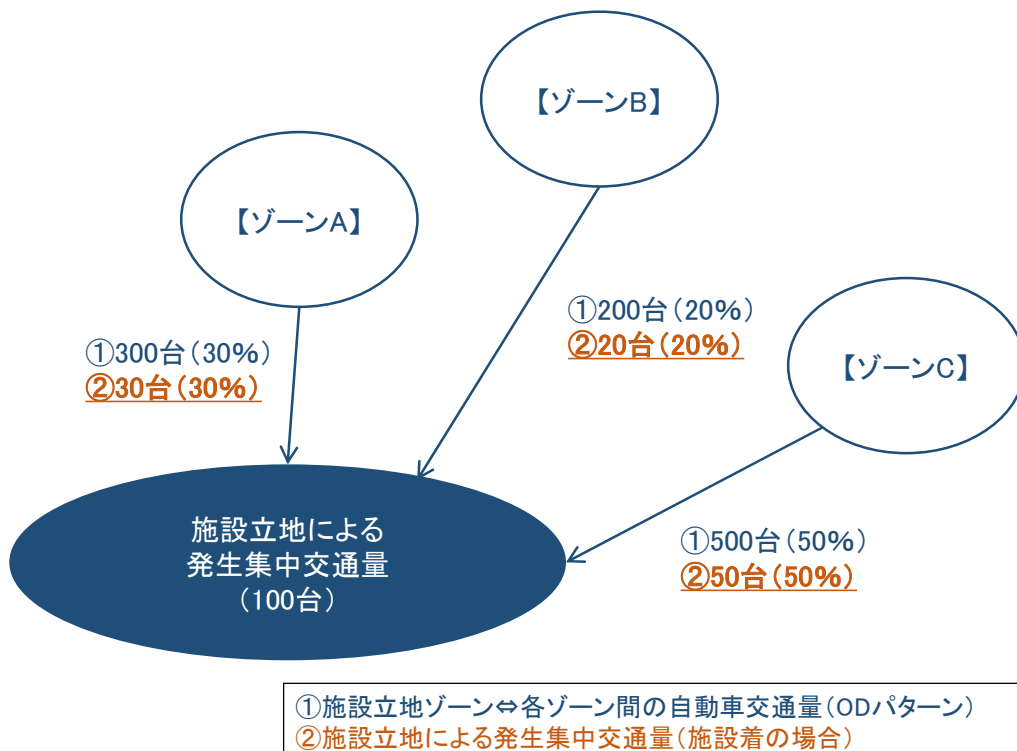 【ゾーンB】
【ゾーンA】
①200台(20%)
②20台(20%)
①300台(30%)
②30台(30%)
【ゾーンC】
施設立地による
発生集中交通量
(100台)
①500台(50%)
②50台(50%)
①施設立地ゾーン⇔各ゾーン間の自動車交通量(ODパターン)
②施設立地による発生集中交通量(施設着の場合)